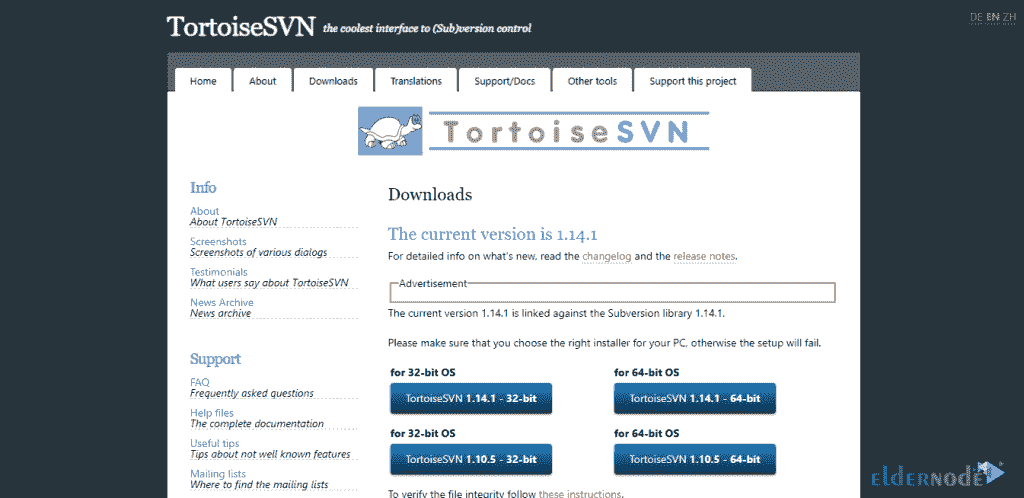 TortoiseSVN the coolest interface to (Sub)version control
DE EN ZH
Home About Downloads Translations Support/Docs Other tools Support this project
TortoiseSVN
Info
About
About TortoiseSVN
Screenshots
Screenshots of various dialogs
Testimonials
What users say about TortoiseSVN
News Archive
News archive
Support
FAQ
Frequently asked questions
Help files
The complete documentation
Useful tips
Tips about not well known features
Mailing lists
Where to find the mailing lists
Downloads
The current version is 1.14.1
For detailed info on what's new, read the changelog and the release notes.
Advertisement
The current version 1.14.1 is linked against the Subversion library 1.14.1.
Please make sure that you choose the right installer for your PC, otherwise the setup will fail.
for 32-bit OS for 64-bit OS
TortoiseSVN 1.14.1 - 32-bit TortoiseSVN 1.14.1 - 64-bit
for 32-bit OS for 64-bit OS
TortoiseSVN 1.10.5 - 32-bit TortoiseSVN 1.10.5 - 64-bit
To verify the file integrity follow these instructions.
eldernode